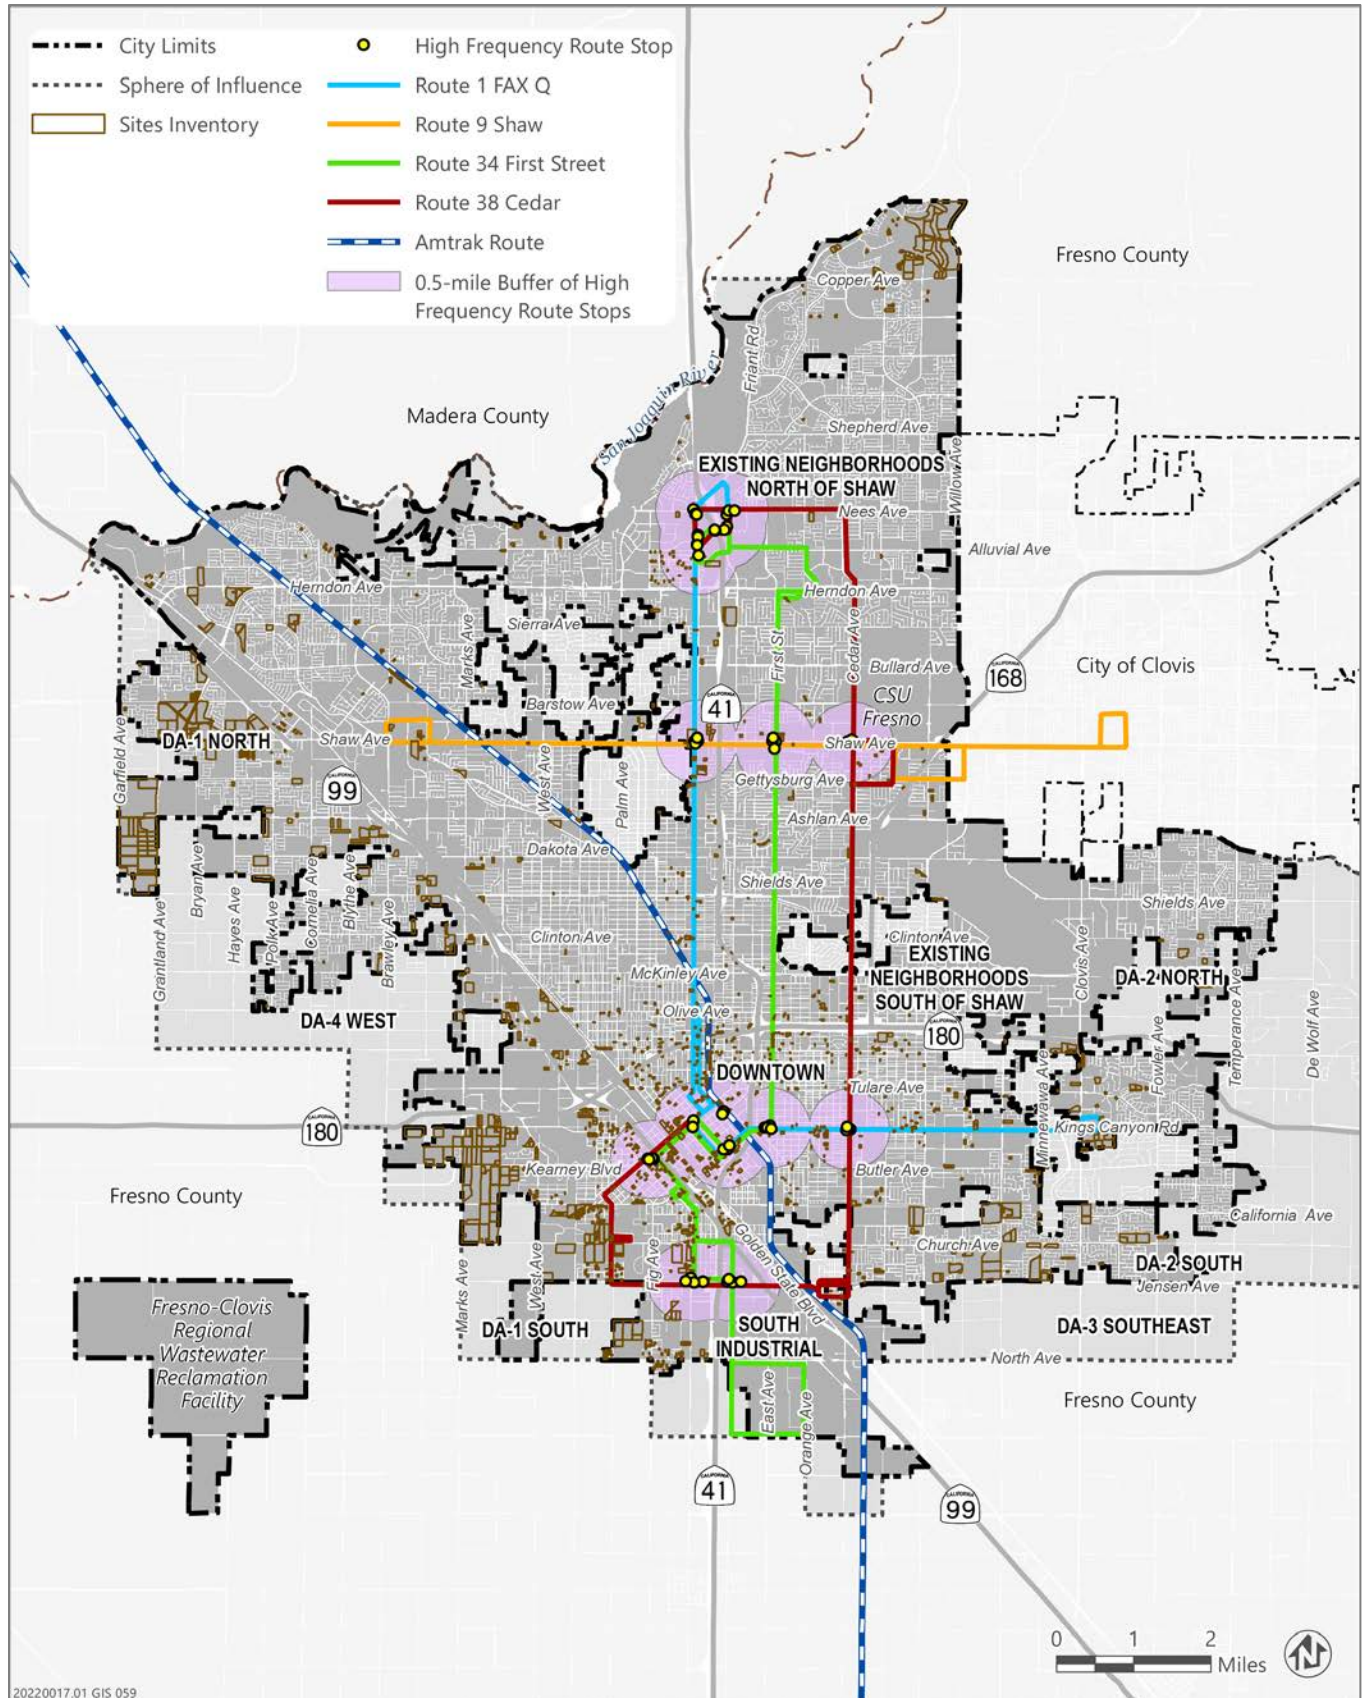 City Limits
Sphere of Influence
Sites Inventory
High Frequency Route Stop
Route 1 FAX Q
Route 9 Shaw
Route 34 First Street
Route 38 Cedar
Amtrak Route
0.5-mile Buffer of High
Frequency Route Stops
Fresno County
Copper Ave
Friant Rd
San Joaquin River
Madera County
Shepherd Ave
Willow Ave
EXISTING NEIGHBORHOODS
NORTH OF SHAW
Nees Ave
Alluvial Ave
Herndon Ave
Herndon Ave
Sierra Ave
Marks Ave
First St
Cedar Ave
Bullard Ave
CALIFORNIA
168
City of Clovis
CSU
Fresno
Barstow Ave
CALIFORNIA
41
Garfield Ave
DA-1 NORTH
Shaw Ave
Shaw Ave
CALIFORNIA
99
West Ave
Palm Ave
Gettysburg Ave
Ashlan Ave
Dakota Ave
Shields Ave
Shields Ave
Grantland Ave
Bryan Ave
Hayes Ave
Polk Ave
Cornelia Ave
Blythe Ave
Brawley Ave
Clinton Ave
Clinton Ave
McKinley Ave
EXISTING
NEIGHBORHOODS
SOUTH OF SHAW
Clovis Ave
DA-2 NORTH
Olive Ave
DA-4 WEST
CALIFORNIA
180
Minnewawa Ave
Fowler Ave
Temperance Ave
De Wolf Ave
DOWNTOWN
Tulare Ave
CALIFORNIA
180
Kings Canyon Rd
Kearney Blvd
Butler Ave
Fresno County
California Ave
Golden State Blvd
Church Ave
Marks Ave
West Ave
Fig Ave
DA-2 SOUTH
Jensen Ave
Fresno-Clovis
Regional
Wastewater
Reclamation
Facility
DA-1 SOUTH
SOUTH
INDUSTRIAL
DA-3 SOUTHEAST
North Ave
East Ave
Orange Ave
Fresno County
CALIFORNIA
41
CALIFORNIA
99
0 1 2
Miles
N
20220017.01 GIS 059